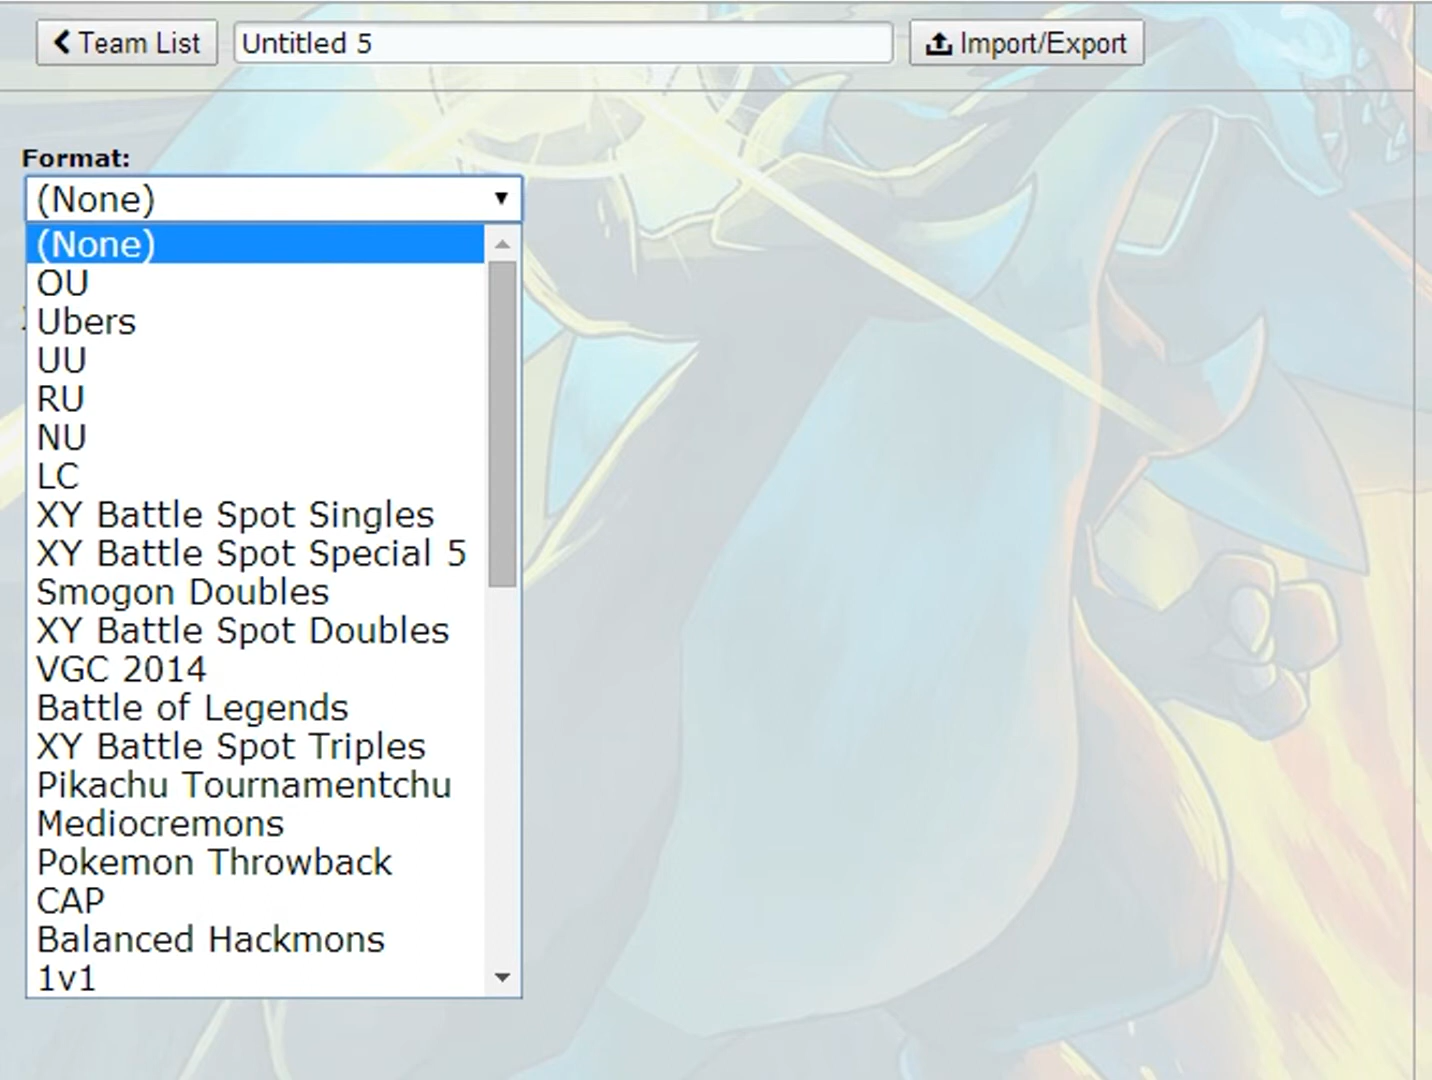 Team List
Untitled 5
Import/Export
Format:
(None)
(None)
OU
Ubers
UU
RU
NU
LC
XY Battle Spot Singles
XY Battle Spot Special 5
Smogon Doubles
XY Battle Spot Doubles
VGC 2014
Battle of Legends
XY Battle Spot Triples
Pikachu Tournamentchu
Mediocremons
Pokemon Throwback
CAP
Balanced Hackmons
1v1